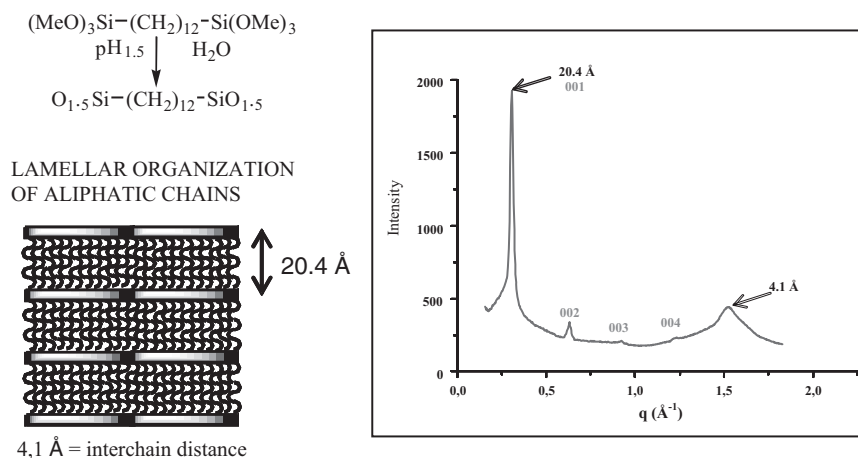 (MeO)₃Si–(CH₂)₁₂–Si(OMe)₃
pH₁.₅ H₂O
O₁.₅Si–(CH₂)₁₂–SiO₁.₅
LAMELLAR ORGANIZATION
OF ALIPHATIC CHAINS
20.4 Å
4,1 Å = interchain distance
2000
1500
1000
500
0
Intensity
20.4 Å
001
002
003
004
4.1 Å
0,0 0,5 1,0 1,5 2,0
q (Å⁻¹)